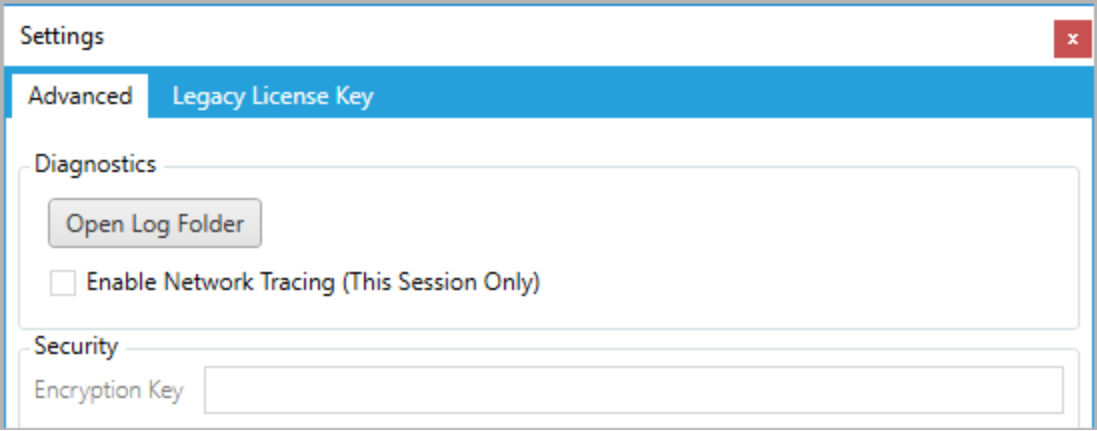 Settings
x
Advanced Legacy License Key
Diagnostics
Open Log Folder
Enable Network Tracing (This Session Only)
Security
Encryption Key